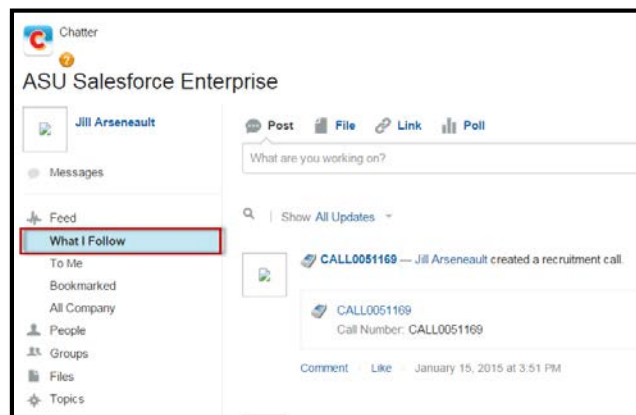 Chatter
?
ASU Salesforce Enterprise
Jill Arseneault
Messages
Feed
What I Follow
To Me
Bookmarked
All Company
People
Groups
Files
Topics
Post File Link Poll
What are you working on?
Show All Updates
CALL0051169 — Jill Arseneault created a recruitment call.
CALL0051169
Call Number: CALL0051169
Comment · Like · January 15, 2015 at 3:51 PM